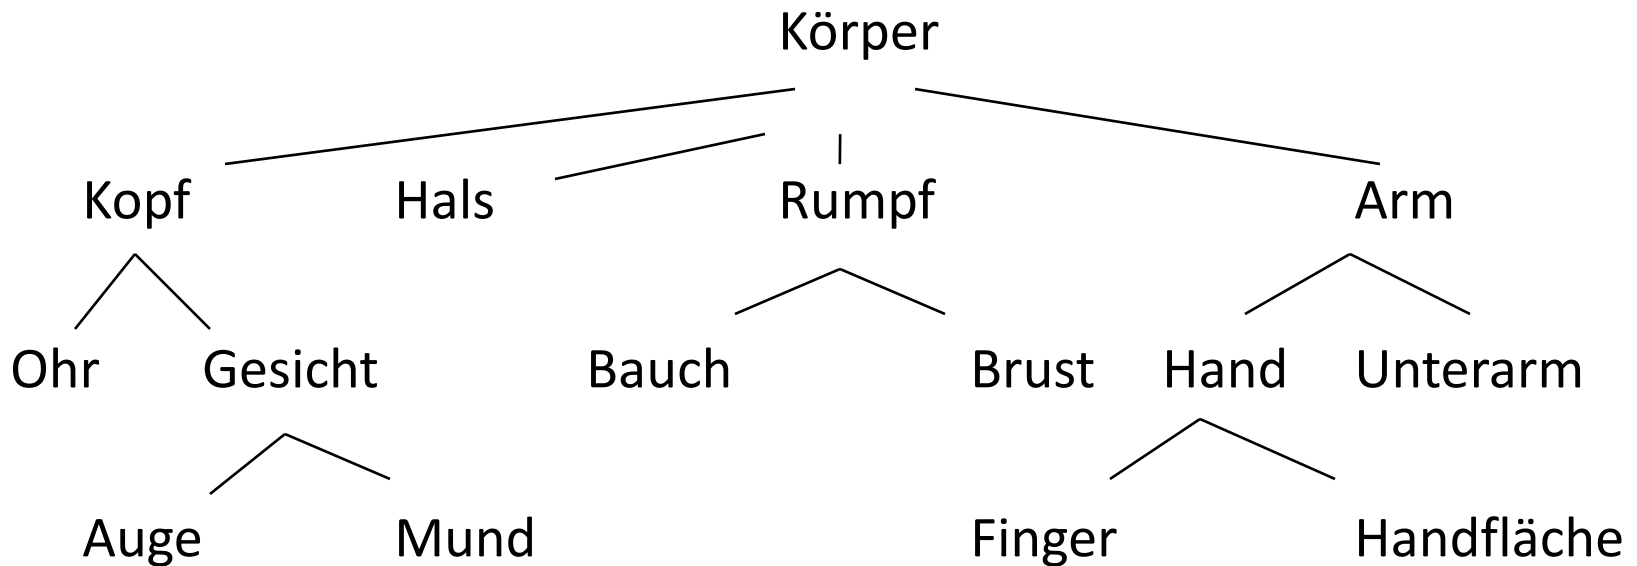 Körper
Kopf Hals Rumpf Arm
Ohr Gesicht Bauch Brust Hand Unterarm
Auge Mund Finger Handfläche